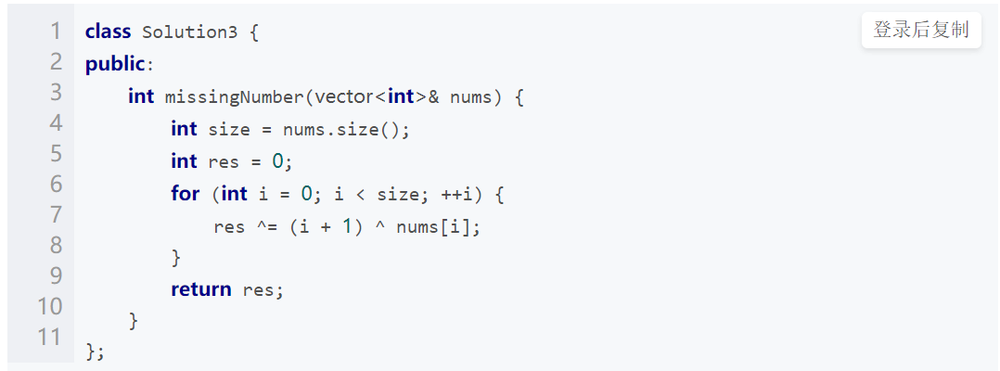 登录后复制
1 class Solution3 {
2 public:
3 int missingNumber(vector<int>& nums) {
4 int size = nums.size();
5 int res = 0;
6 for (int i = 0; i < size; ++i) {
7 res ^= (i + 1) ^ nums[i];
8 }
9 return res;
10 }
11 };